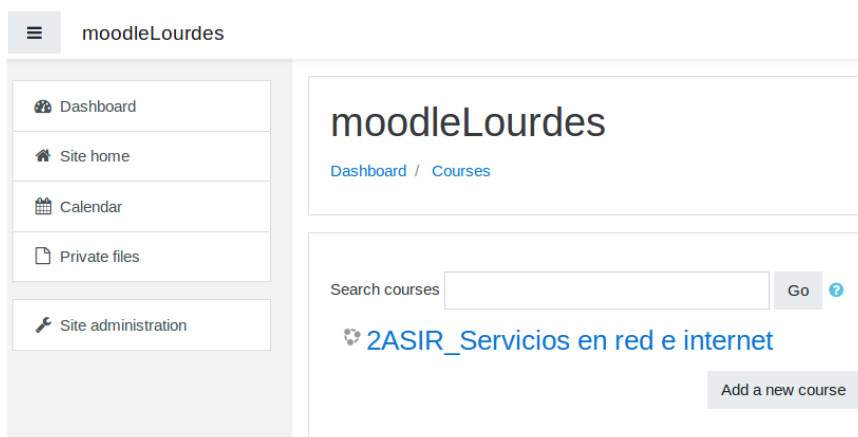 moodleLourdes
Dashboard
Site home
Calendar
Private files
Site administration
moodleLourdes
Dashboard / Courses
Search courses Go
2ASIR_Servicios en red e internet
Add a new course